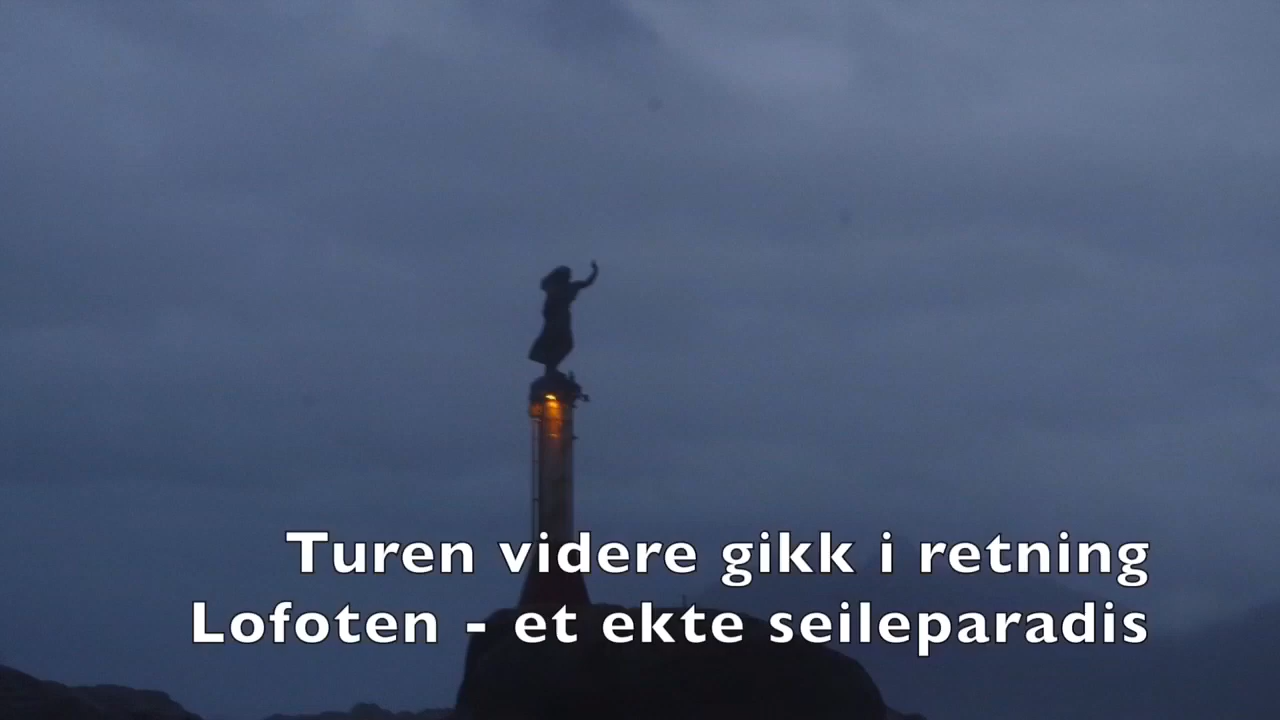 Turen videre gikk i retning
Lofoten - et ekte seileparadis